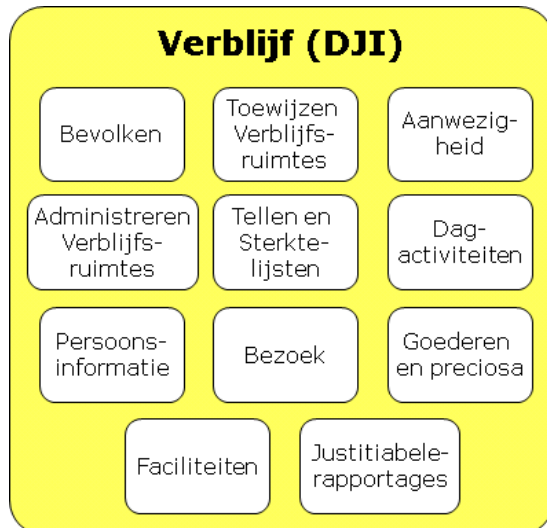 Verblijf (DJI)
Bevolken
Toewijzen
Verblijfs-
ruimtes
Aanwezig-
heid
Administreren
Verblijfs-
ruimtes
Tellen en
Sterkte-
lijsten
Dag-
activiteiten
Persoons-
informatie
Bezoek
Goederen
en preciosa
Faciliteiten
Justitiabele-
rapportages